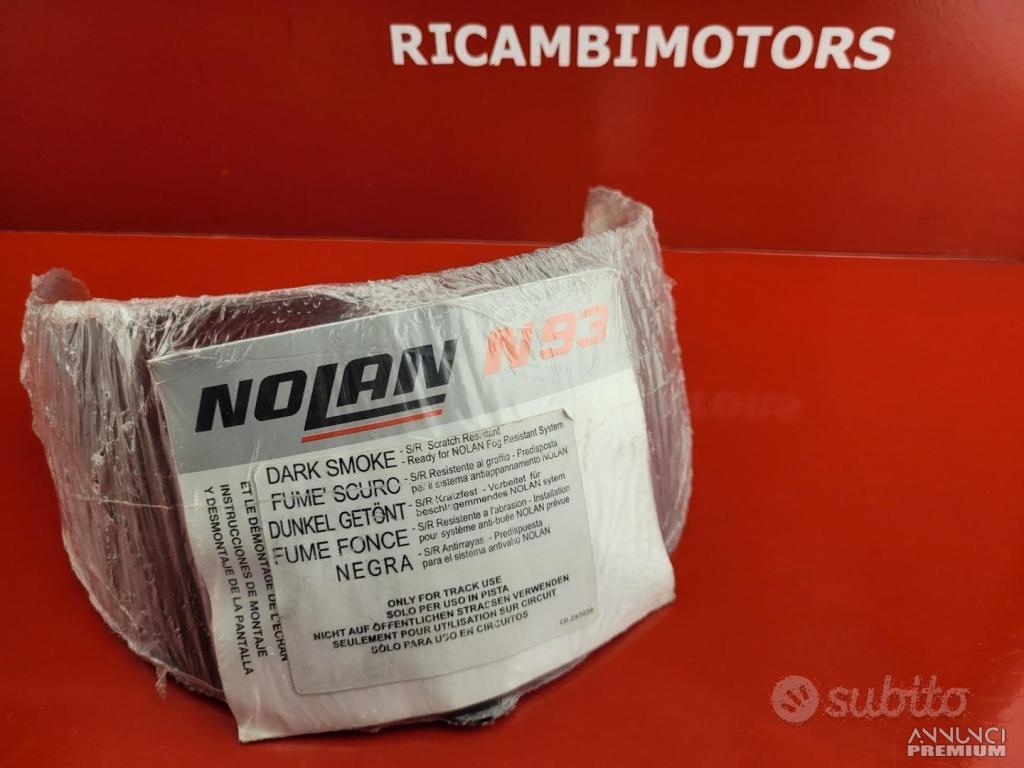 RICAMBIMOTORS
NOLAN N93
DARK SMOKE - S/R Scratch Resistant
- Ready for NOLAN Fog Resistant System
FUME' SCURO - S/R Resistente al graffio - Predisposta
per il sistema antiappannamento NOLAN
DUNKEL GETÖNT - S/R Kratzfest - Vorbeitet für
beschlagemmendes NOLAN sytem
FUME FONCE - S/R Resistente a l'abrasion - Installation
pour système anti-buée NOLAN prévue
NEGRA - S/R Antirrayas - Predispuesta
para el sistema antivaho NOLAN
ONLY FOR TRACK USE
SOLO PER USO IN PISTA
NICHT AUF ÖFFENTLICHEN STRASSEN VERWENDEN
SEULEMENT POUR UTILISATION SUR CIRCUIT
SÓLO PARA USO EN CIRCUITOS
ET LE DÉMONTAGE DE L'ÉCRAN
INSTRUCCIONES DE MONTAJE
Y DESMONTAJE DE LA PANTALLA
subito
ANNUNCI
PREMIUM